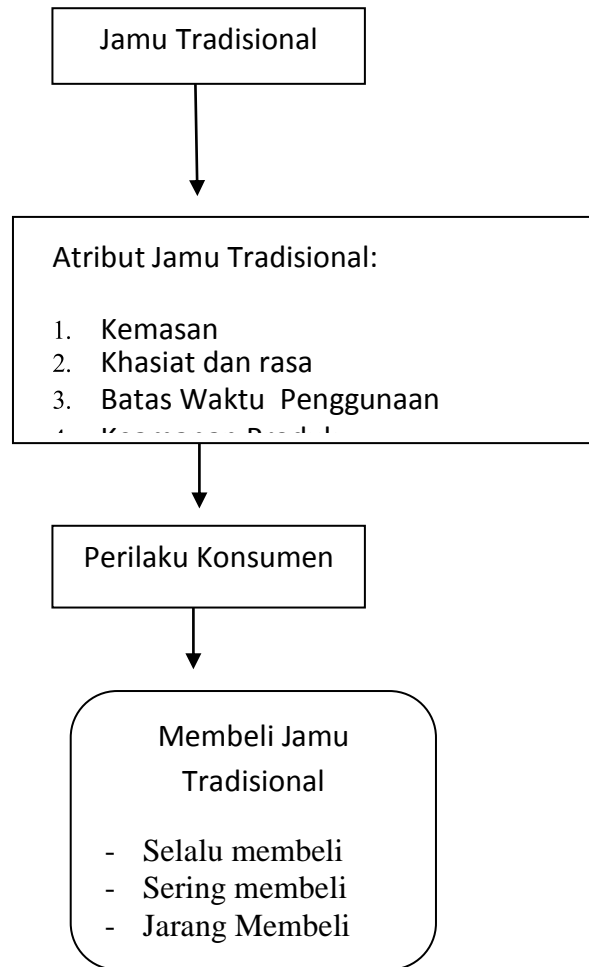 Jamu Tradisional
Atribut Jamu Tradisional:
1. Kemasan
2. Khasiat dan rasa
3. Batas Waktu Penggunaan
Perilaku Konsumen
Membeli Jamu
Tradisional
- Selalu membeli
- Sering membeli
- Jarang Membeli